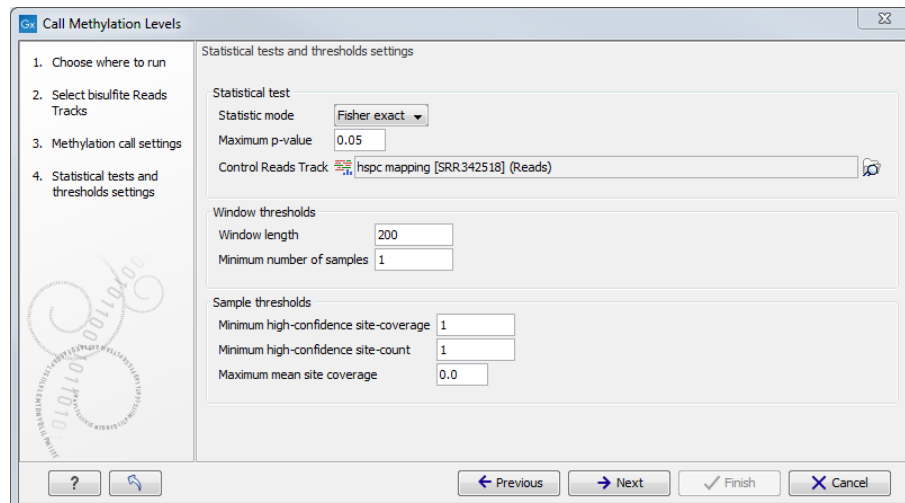 Gx Call Methylation Levels
1. Choose where to run
2. Select bisulfite Reads
Tracks
3. Methylation call settings
4. Statistical tests and
thresholds settings
Statistical tests and thresholds settings
Statistical test
Statistic mode Fisher exact
Maximum p-value 0.05
Control Reads Track hspc mapping [SRR342518] (Reads)
Window thresholds
Window length 200
Minimum number of samples 1
Sample thresholds
Minimum high-confidence site-coverage 1
Minimum high-confidence site-count 1
Maximum mean site coverage 0.0
? Previous Next Finish Cancel